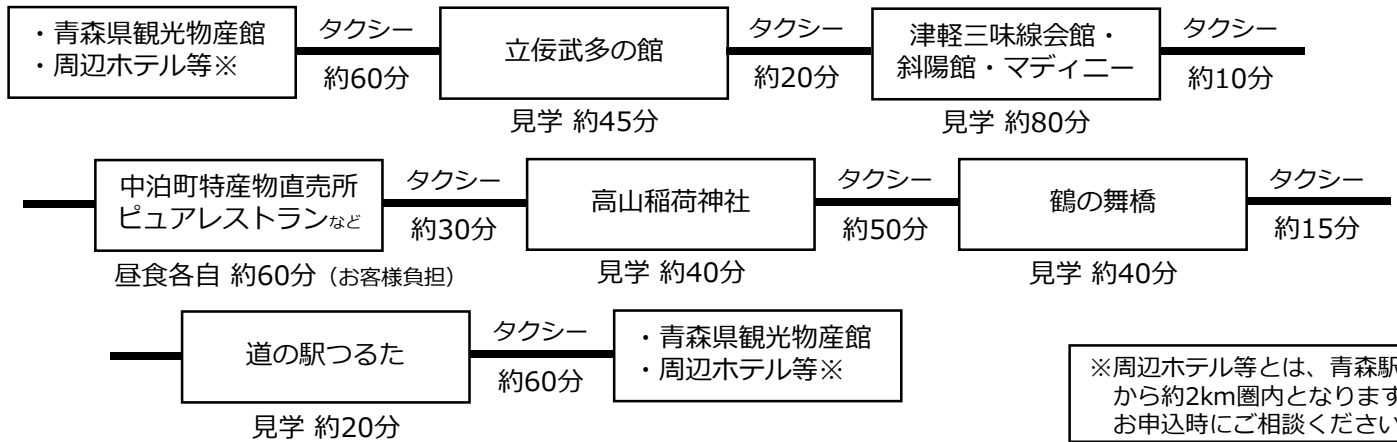 ・青森県観光物産館
・周辺ホテル等※
タクシー
約60分
立佞武多の館
見学 約45分
タクシー
約20分
津軽三味線会館・
斜陽館・マディニー
見学 約80分
タクシー
約10分
中泊町特産物直売所
ピュアレストランなど
昼食各自 約60分（お客様負担）
タクシー
約30分
高山稲荷神社
見学 約40分
タクシー
約50分
鶴の舞橋
見学 約40分
タクシー
約15分
道の駅つるた
見学 約20分
タクシー
約60分
・青森県観光物産館
・周辺ホテル等※
※周辺ホテル等とは、青森駅
から約2km圏内となります
お申込時にご相談ください